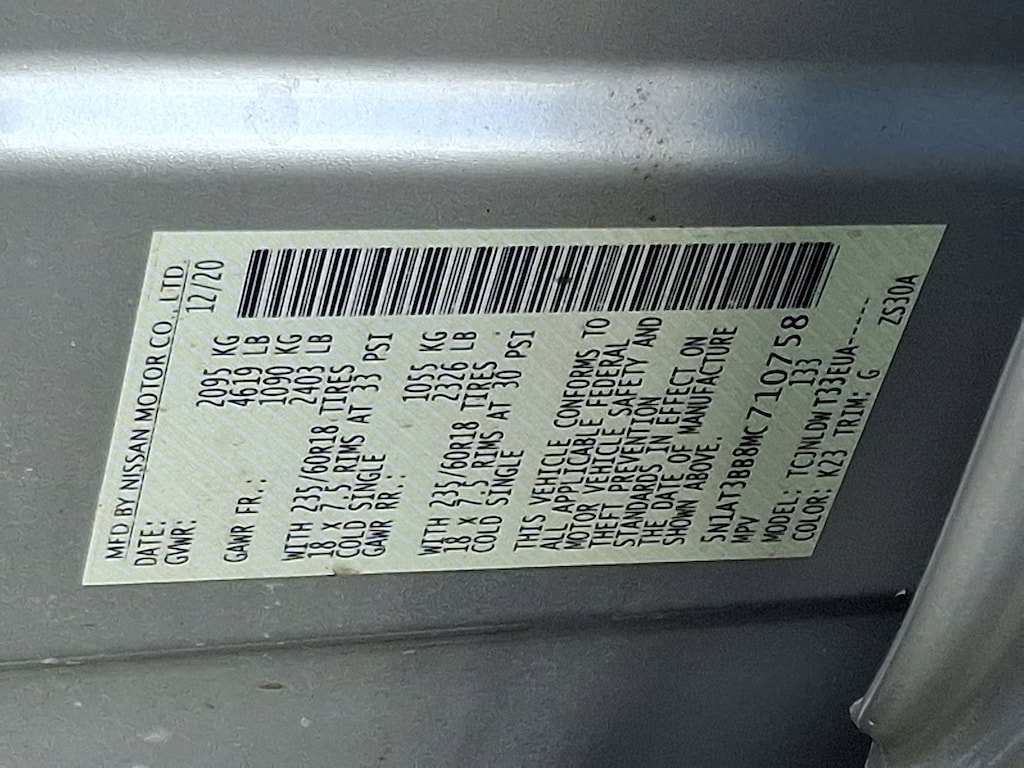 MFD BY NISSAN MOTOR CO., LTD.
DATE: 12/20
GVWR: 2095 KG
4619 LB
GAWR FR.: 1090 KG
2403 LB
WITH 235/60R18 TIRES
18 X 7.5 RIMS AT 33 PSI
COLD SINGLE
GAWR RR.: 1055 KG
2326 LB
WITH 235/60R18 TIRES
18 X 7.5 RIMS AT 30 PSI
COLD SINGLE
THIS VEHICLE CONFORMS TO
ALL APPLICABLE FEDERAL
MOTOR VEHICLE SAFETY AND
THEFT PREVENTION
STANDARDS IN EFFECT ON
THE DATE OF MANUFACTURE
SHOWN ABOVE.
5N1AT3BB8MC710758
MPV 133
MODEL: TCJNLDWT33EUA-----
COLOR: K23 TRIM: G ZS30A